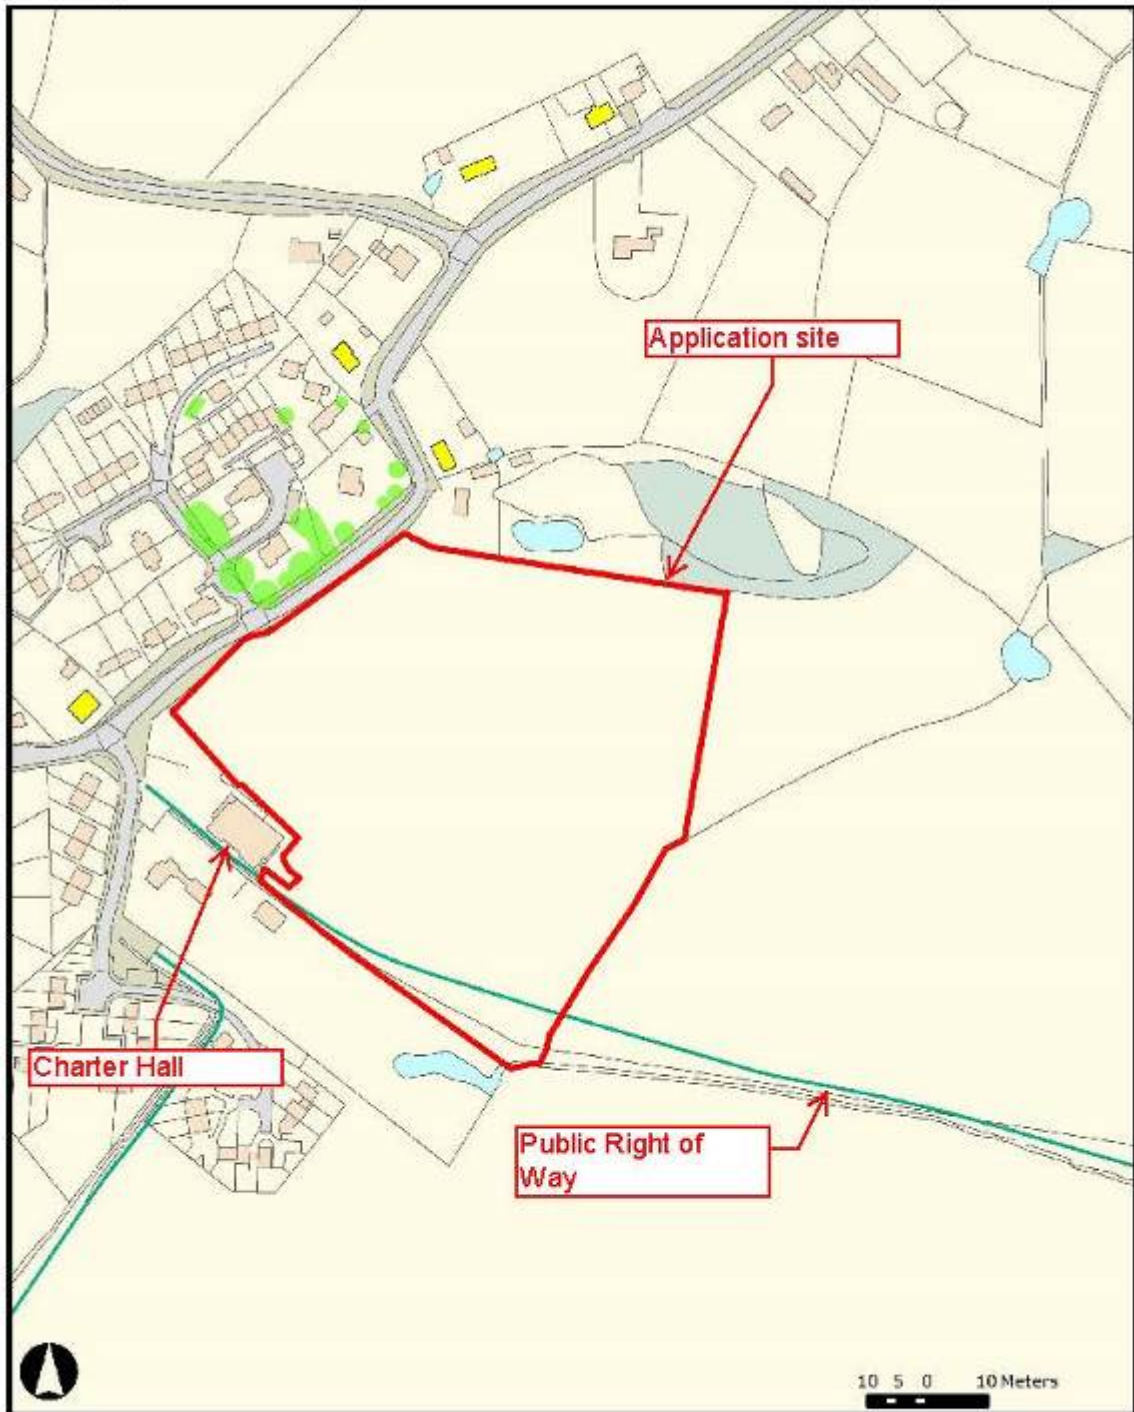 Application site
Charter Hall
Public Right of
Way
10 5 0 10 Meters